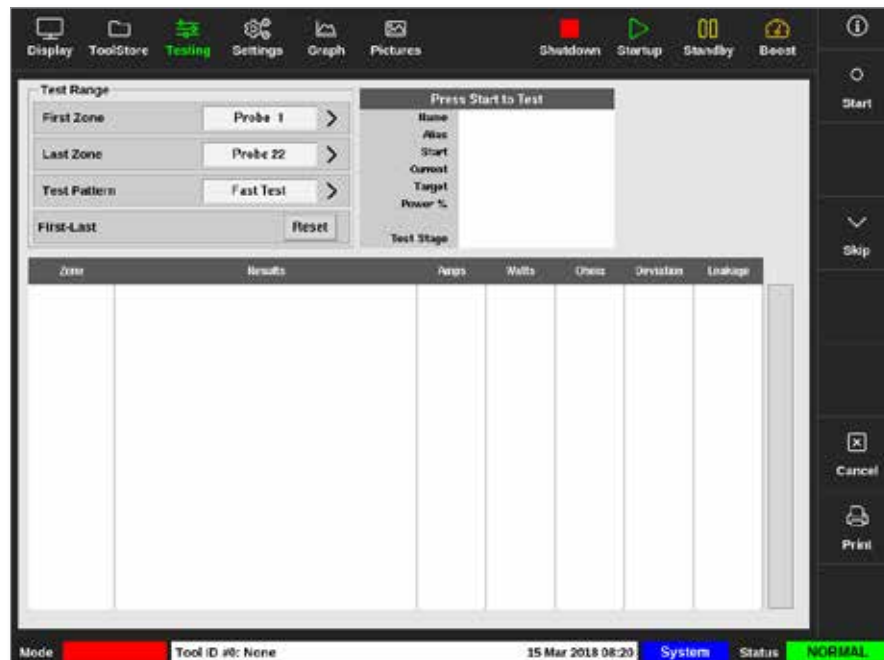 Display ToolStore Testing Settings Graph Pictures Shutdown Startup Standby Boost
Test Range
First Zone Probe 1
Last Zone Probe 22
Test Pattern Fast Test
First-Last Reset
Press Start to Test
Name
Alias
Start
Current
Target
Power %
Test Stage
Zone Results Amps Watts Ohms Deviation Leakage
Start
Skip
Cancel
Print
Mode Tool ID #0: None 15 Mar 2018 08:20 System Status NORMAL